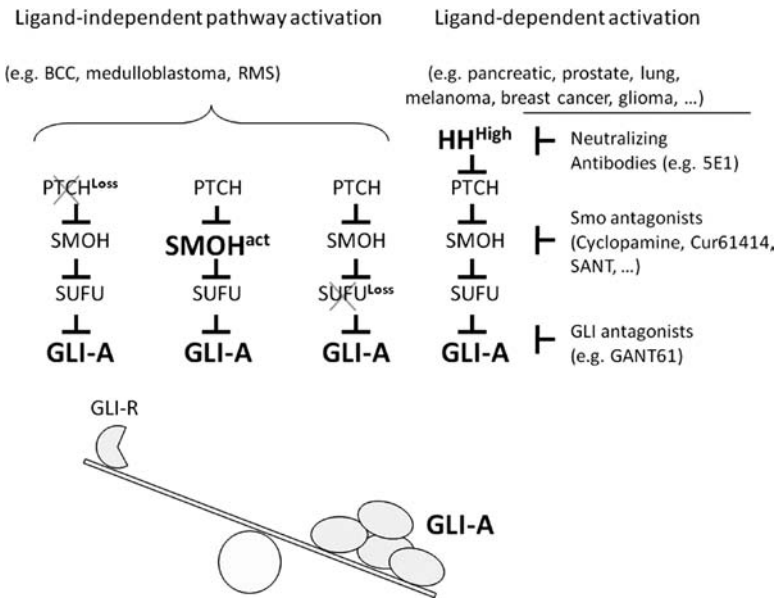 Ligand-independent pathway activation
Ligand-dependent activation
(e.g. BCC, medulloblastoma, RMS)
(e.g. pancreatic, prostate, lung,
melanoma, breast cancer, glioma, ...)
HHHigh
Neutralizing
Antibodies (e.g. 5E1)
PTCHLoss PTCH PTCH PTCH
SMOH SMOHact SMOH SMOH
Smo antagonists
(Cyclopamine, Cur61414,
SANT, ...)
SUFU SUFU SUFULoss SUFU
GLI-A GLI-A GLI-A GLI-A
GLI antagonists
(e.g. GANT61)
GLI-R
GLI-A